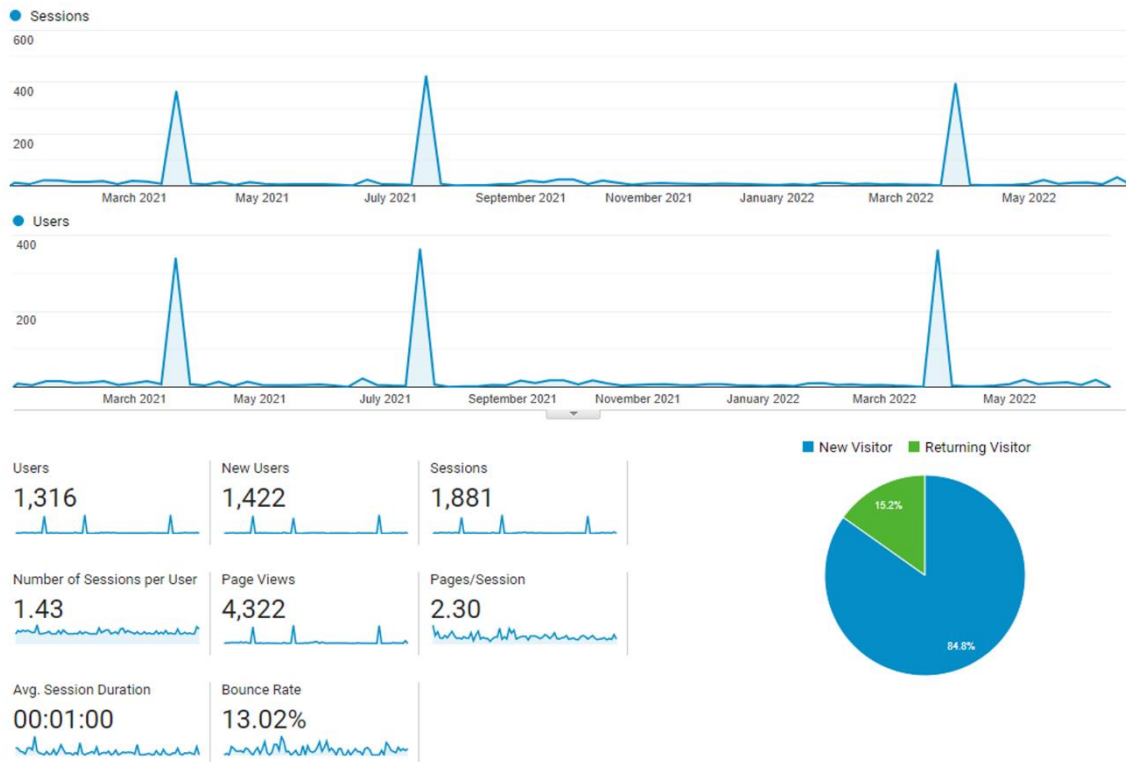 Sessions
600
400
200
March 2021 May 2021 July 2021 September 2021 November 2021 January 2022 March 2022 May 2022
Users
400
200
March 2021 May 2021 July 2021 September 2021 November 2021 January 2022 March 2022 May 2022
New Visitor Returning Visitor
Users New Users Sessions
1,316 1,422 1,881
15.2%
Number of Sessions per User Page Views Pages/Session
1.43 4,322 2.30
84.8%
Avg. Session Duration Bounce Rate
00:01:00 13.02%